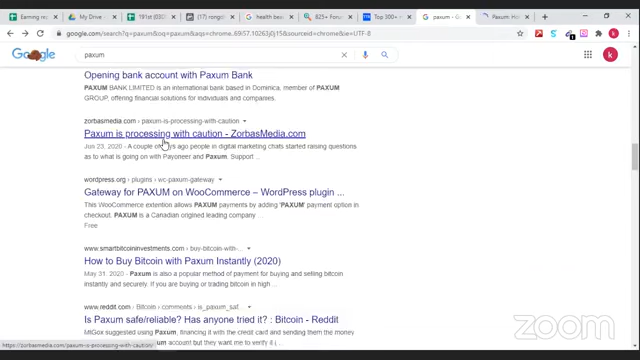 Earning re
My Drive
T81st (03
(17) rongsh
health bea
825+ Forum
Top 300+
paxum - G
Paxum: Ho
google.com/search?q=paxum&oq=paxum&aqs=chrome..69i57.10263j0j15&sourceid=chrome&ie=UTF-8
Google
paxum
Opening bank account with Paxum Bank
PAXUM BANK LIMITED is an international bank based in Dominica, member of PAXUM
GROUP, offering financial solutions for individuals and companies.
zorbasmedia.com › paxum-is-processing-with-caution
Paxum is processing with caution - ZorbasMedia.com
Jun 23, 2020 - A couple of days ago people in digital marketing chats started raising questions
as to what is going on with Payoneer and Paxum. Support ...
wordpress.org › plugins › wc-paxum-gateway
Gateway for PAXUM on WooCommerce – WordPress plugin ...
This WooCommerce extention allows PAXUM payments by adding "PAXUM" payment option in
checkout. PAXUM is a Canadian origined leading company ...
Free
www.smartbitcoininvestments.com › buy-bitcoin-with-...
How to Buy Bitcoin with Paxum Instantly (2020)
May 31, 2020 - Paxum is also a popular method of payment for buying and selling bitcoin
instantly and securely. If you are buying or trading bitcoin in high ...
www.reddit.com › Bitcoin › comments › is_paxum_saf...
Is Paxum safe/reliable? Has anyone tried it? : Bitcoin - Reddit
MtGox suggested using Paxum, financing it with the credit card and sending them the money
paxum account but they want me to verify it i
https://zorbasmedia.com/paxum-is-processing-with-caution/
zoom